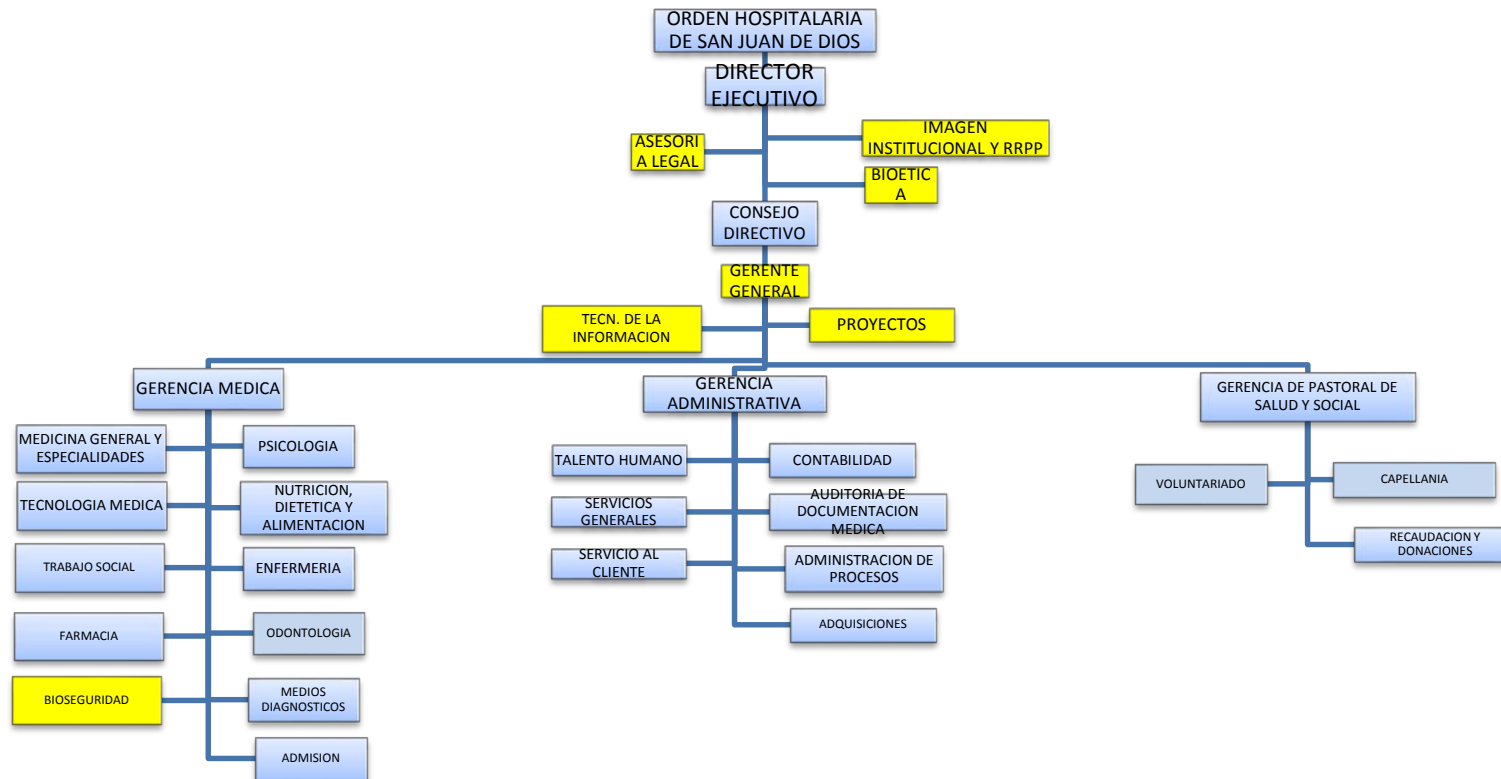 ORDEN HOSPITALARIA
DE SAN JUAN DE DIOS
DIRECTOR
EJECUTIVO
ASESORI
A LEGAL
IMAGEN
INSTITUCIONAL Y RRPP
BIOETIC
A
CONSEJO
DIRECTIVO
GERENTE
GENERAL
TECN. DE LA
INFORMACION
PROYECTOS
GERENCIA MEDICA
GERENCIA
ADMINISTRATIVA
GERENCIA DE PASTORAL DE
SALUD Y SOCIAL
MEDICINA GENERAL Y
ESPECIALIDADES
PSICOLOGIA
TECNOLOGIA MEDICA
NUTRICION,
DIETETICA Y
ALIMENTACION
TRABAJO SOCIAL
ENFERMERIA
FARMACIA
ODONTOLOGIA
BIOSEGURIDAD
MEDIOS
DIAGNOSTICOS
ADMISION
TALENTO HUMANO
CONTABILIDAD
SERVICIOS
GENERALES
AUDITORIA DE
DOCUMENTACION
MEDICA
SERVICIO AL
CLIENTE
ADMINISTRACION DE
PROCESOS
ADQUISICIONES
VOLUNTARIADO
CAPELLANIA
RECAUDACION Y
DONACIONES